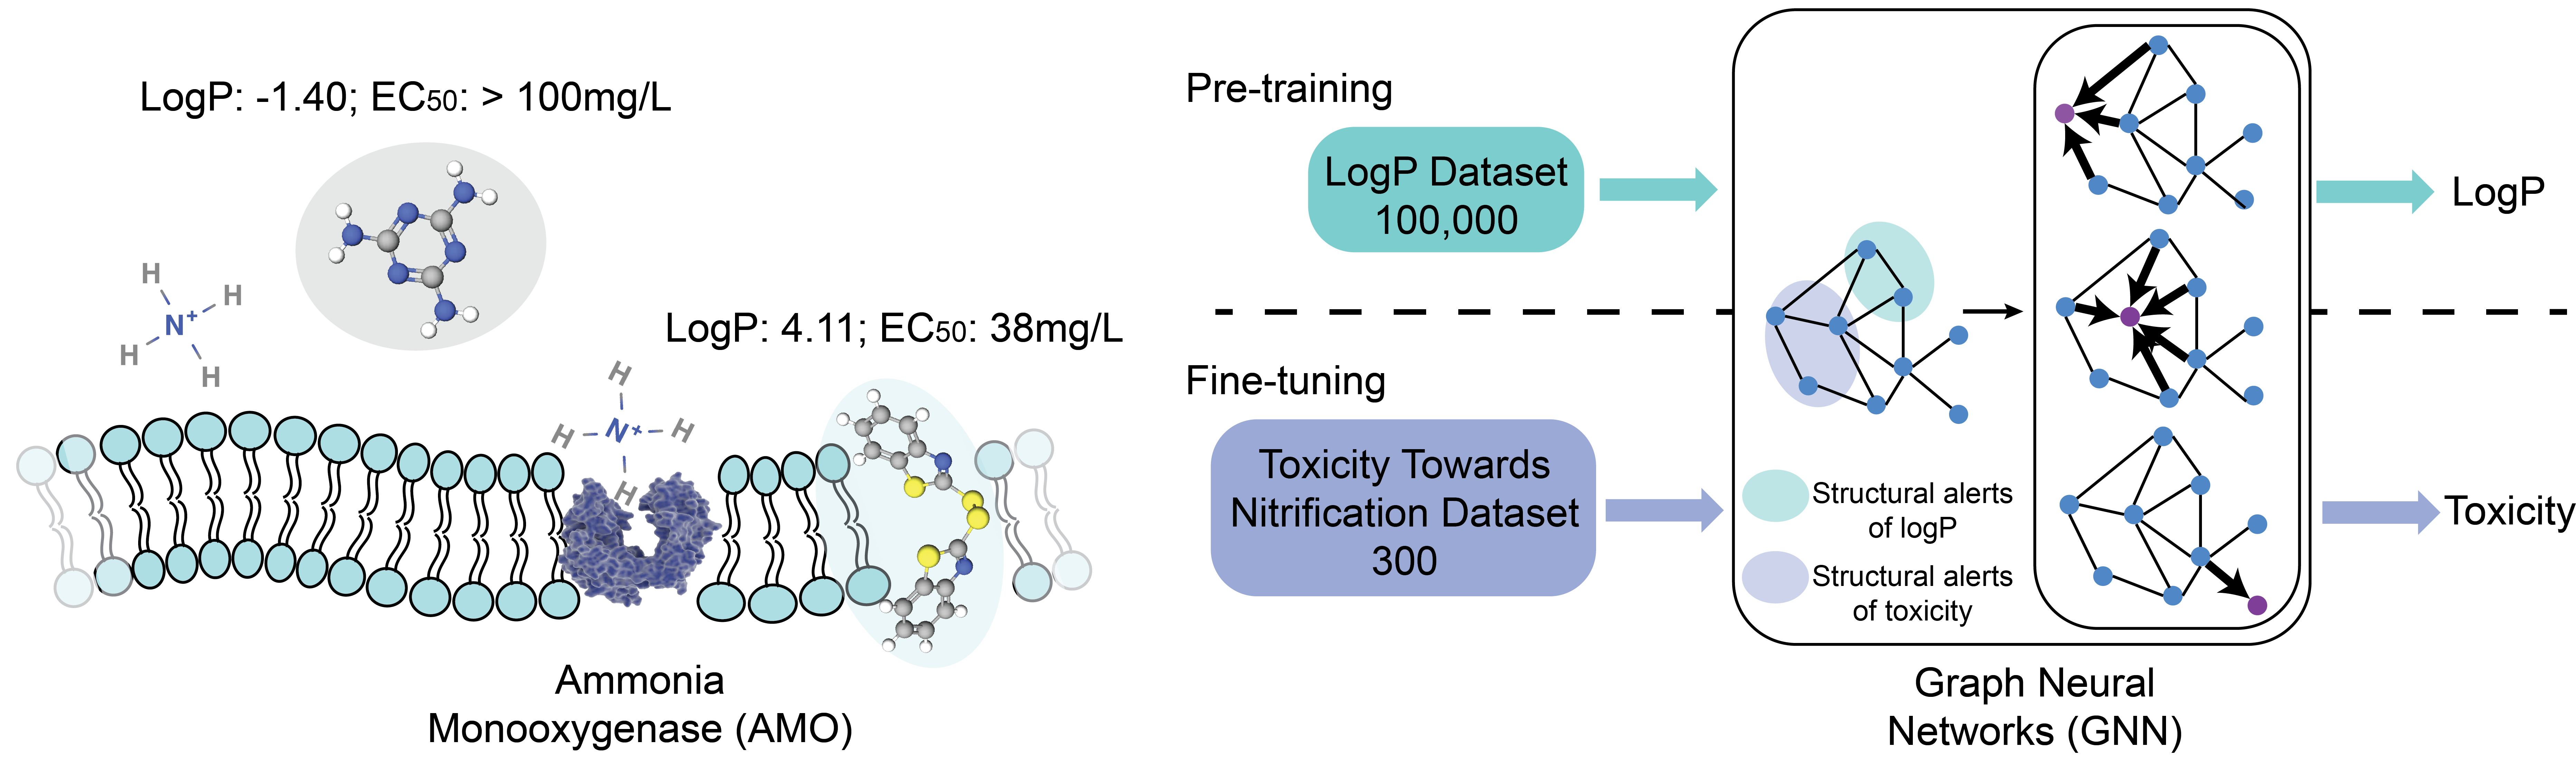 LogP: -1.40; EC50: > 100mg/L
H
H
N+
H
H
LogP: 4.11; EC50: 38mg/L
H
H
N+
H
H
Ammonia
Monooxygenase (AMO)
Pre-training
LogP Dataset
100,000
Fine-tuning
Toxicity Towards
Nitrification Dataset
300
Structural alerts
of logP
Structural alerts
of toxicity
Graph Neural
Networks (GNN)
LogP
Toxicity